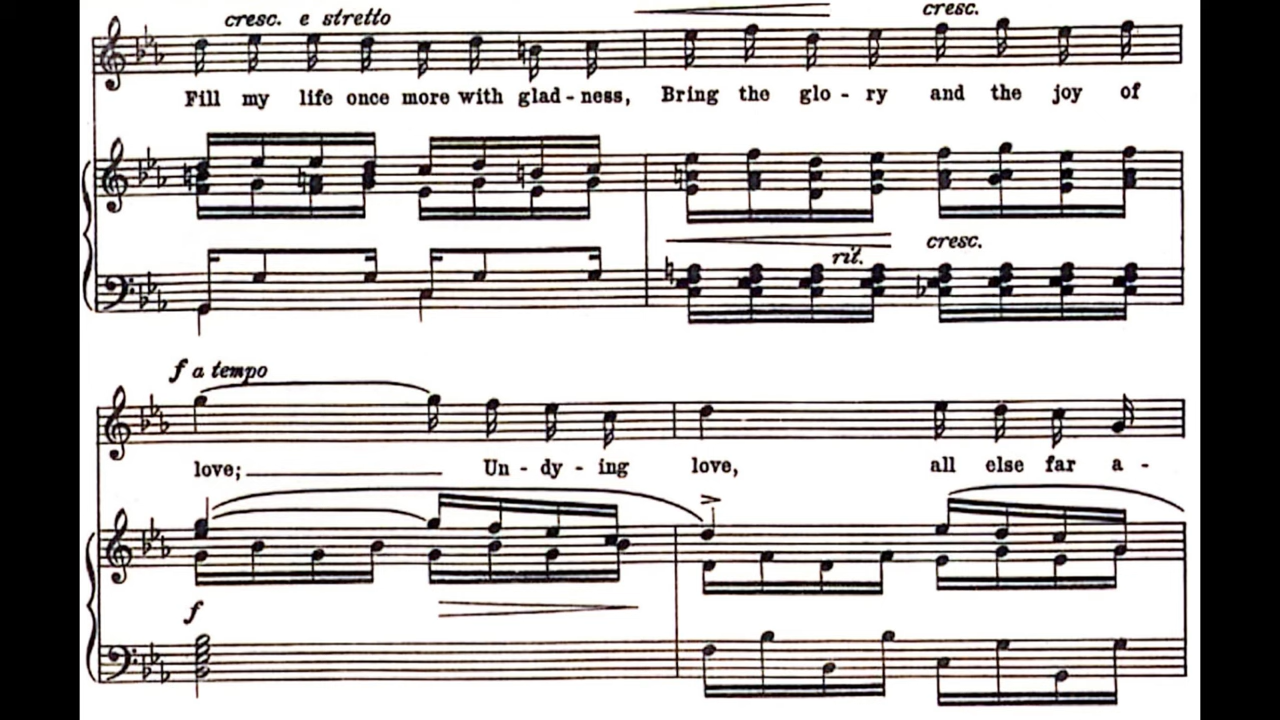 cresc. e stretto cresc.
Fill my life once more with glad - ness, Bring the glo - ry and the joy of
rit. cresc.
f a tempo
love; Un - dy - ing love, all else far a -
f